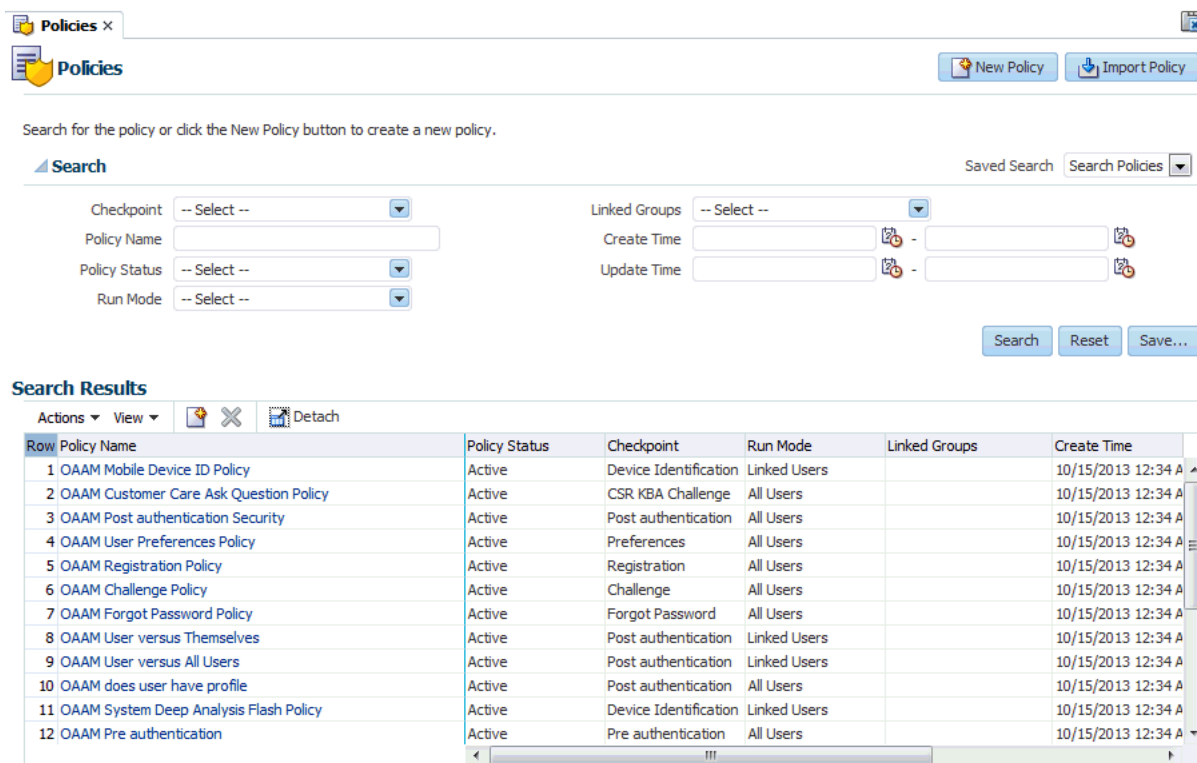 Policies ×
Policies
New Policy
Import Policy
Search for the policy or click the New Policy button to create a new policy.
Search
Saved Search Search Policies
Checkpoint -- Select --
Linked Groups -- Select --
Policy Name
Create Time -
Policy Status -- Select --
Update Time -
Run Mode -- Select --
Search Reset Save...
Search Results
Actions View Detach
Row Policy Name Policy Status Checkpoint Run Mode Linked Groups Create Time
1 OAAM Mobile Device ID Policy Active Device Identification Linked Users 10/15/2013 12:34 A
2 OAAM Customer Care Ask Question Policy Active CSR KBA Challenge All Users 10/15/2013 12:34 A
3 OAAM Post authentication Security Active Post authentication All Users 10/15/2013 12:34 A
4 OAAM User Preferences Policy Active Preferences All Users 10/15/2013 12:34 A
5 OAAM Registration Policy Active Registration All Users 10/15/2013 12:34 A
6 OAAM Challenge Policy Active Challenge All Users 10/15/2013 12:34 A
7 OAAM Forgot Password Policy Active Forgot Password All Users 10/15/2013 12:34 A
8 OAAM User versus Themselves Active Post authentication Linked Users 10/15/2013 12:34 A
9 OAAM User versus All Users Active Post authentication Linked Users 10/15/2013 12:34 A
10 OAAM does user have profile Active Post authentication All Users 10/15/2013 12:34 A
11 OAAM System Deep Analysis Flash Policy Active Device Identification Linked Users 10/15/2013 12:34 A
12 OAAM Pre authentication Active Pre authentication All Users 10/15/2013 12:34 A